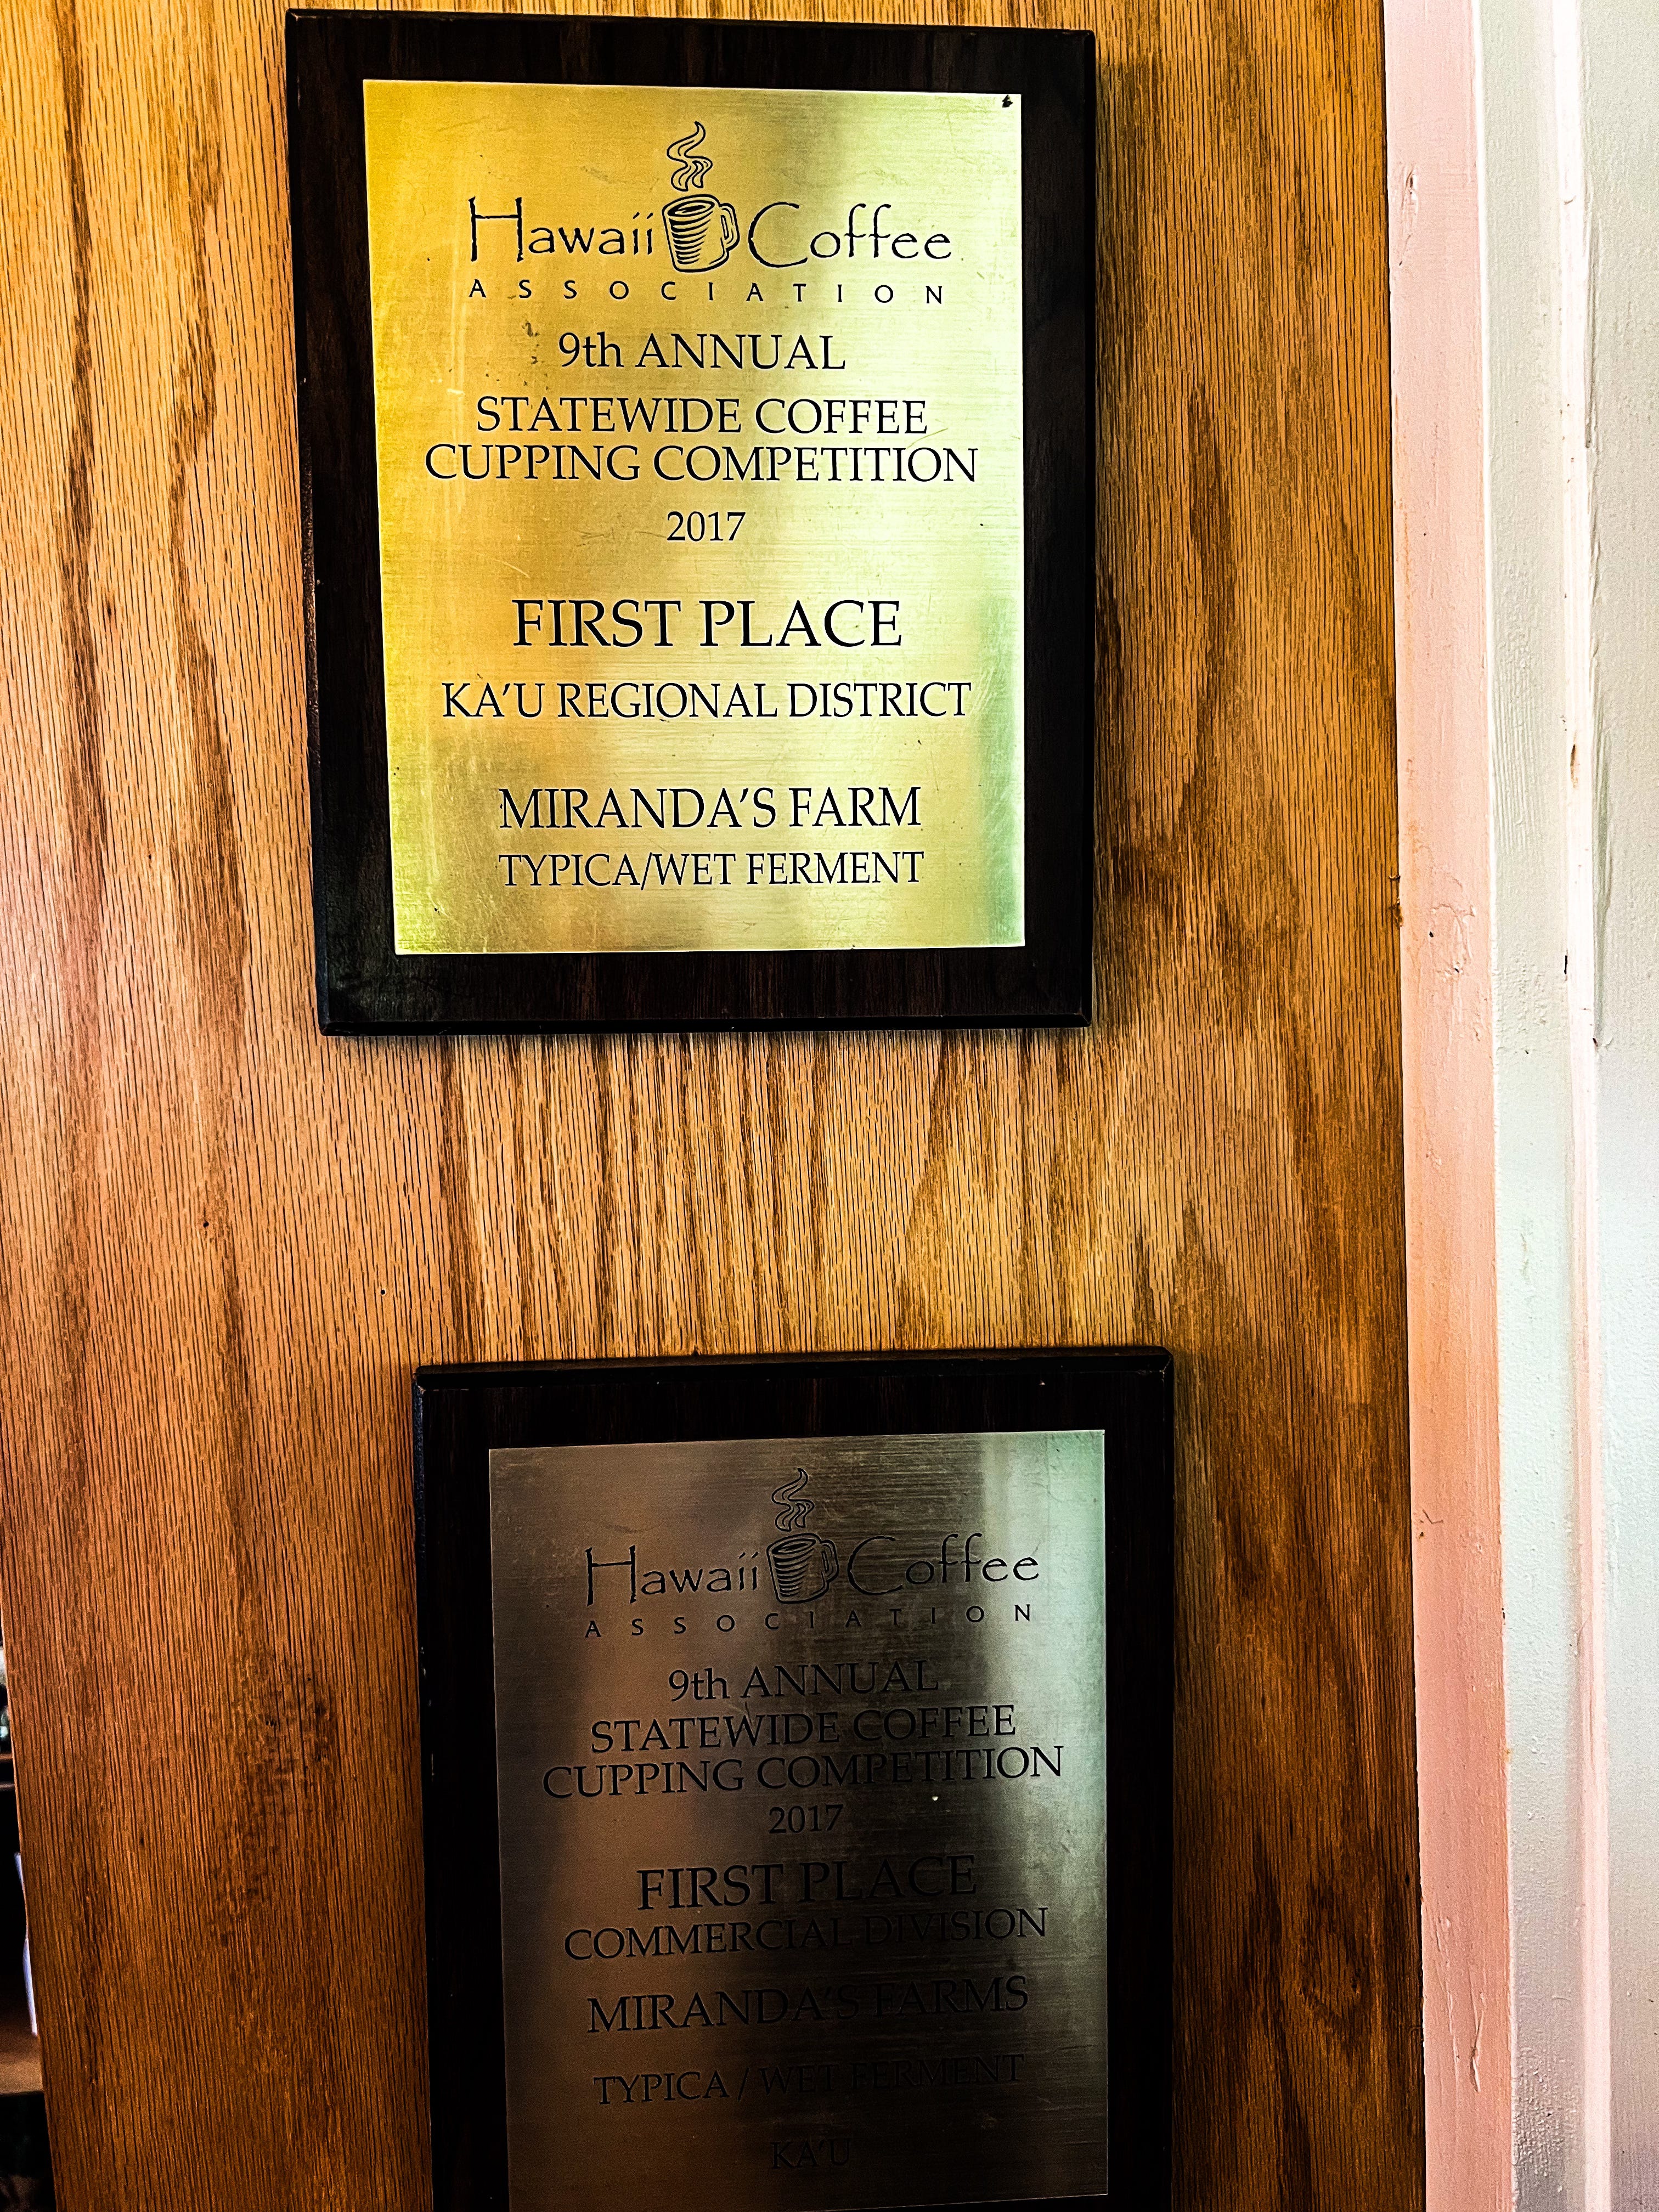 Hawaii Coffee
ASSOCIATION
9th ANNUAL
STATEWIDE COFFEE
CUPPING COMPETITION
2017
FIRST PLACE
KA'U REGIONAL DISTRICT
MIRANDA'S FARM
TYPICA/WET FERMENT
Hawaii Coffee
ASSOCIATION
9th ANNUAL
STATEWIDE COFFEE
CUPPING COMPETITION
2017
FIRST PLACE
COMMERCIAL DIVISION
MIRANDA'S FARMS
TYPICA / WET FERMENT
KA'U